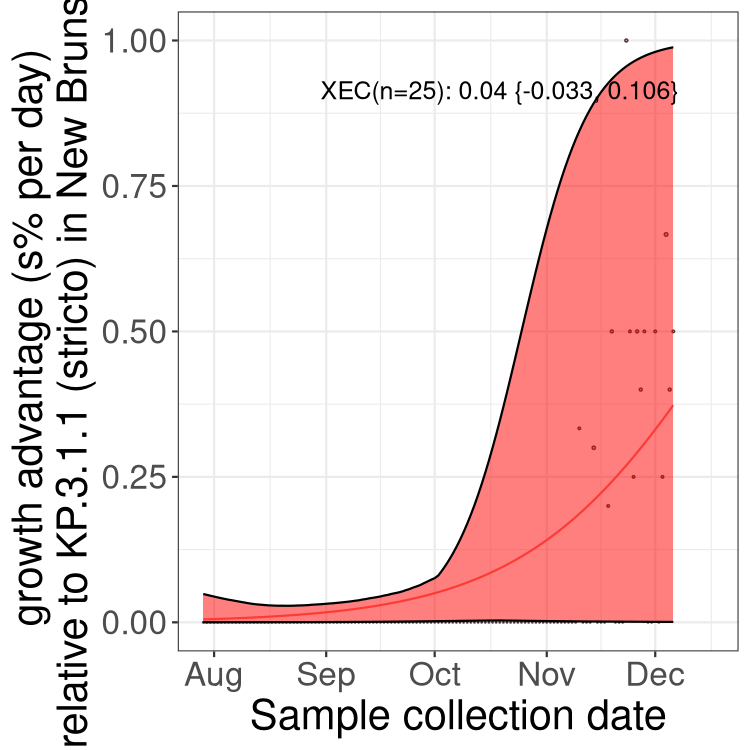 growth advantage (s% per day)
relative to KP.3.1.1 (stricto) in New Bruns
1.00
0.75
0.50
0.25
0.00
XEC(n=25): 0.04 {-0.033, 0.106}
Aug Sep Oct Nov Dec
Sample collection date